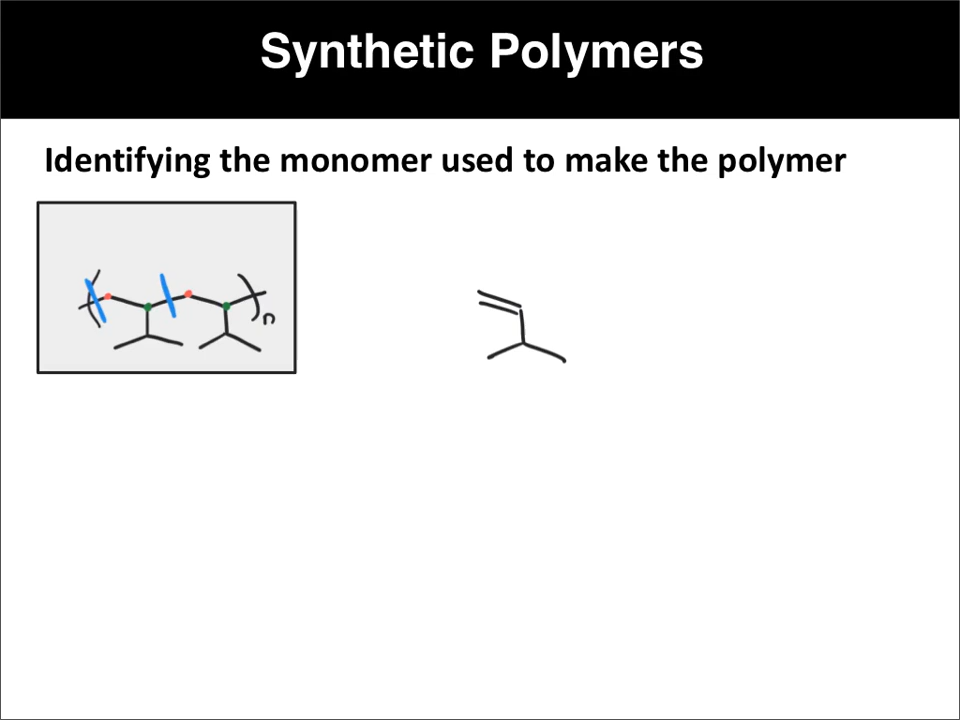 Synthetic Polymers
Identifying the monomer used to make the polymer
n